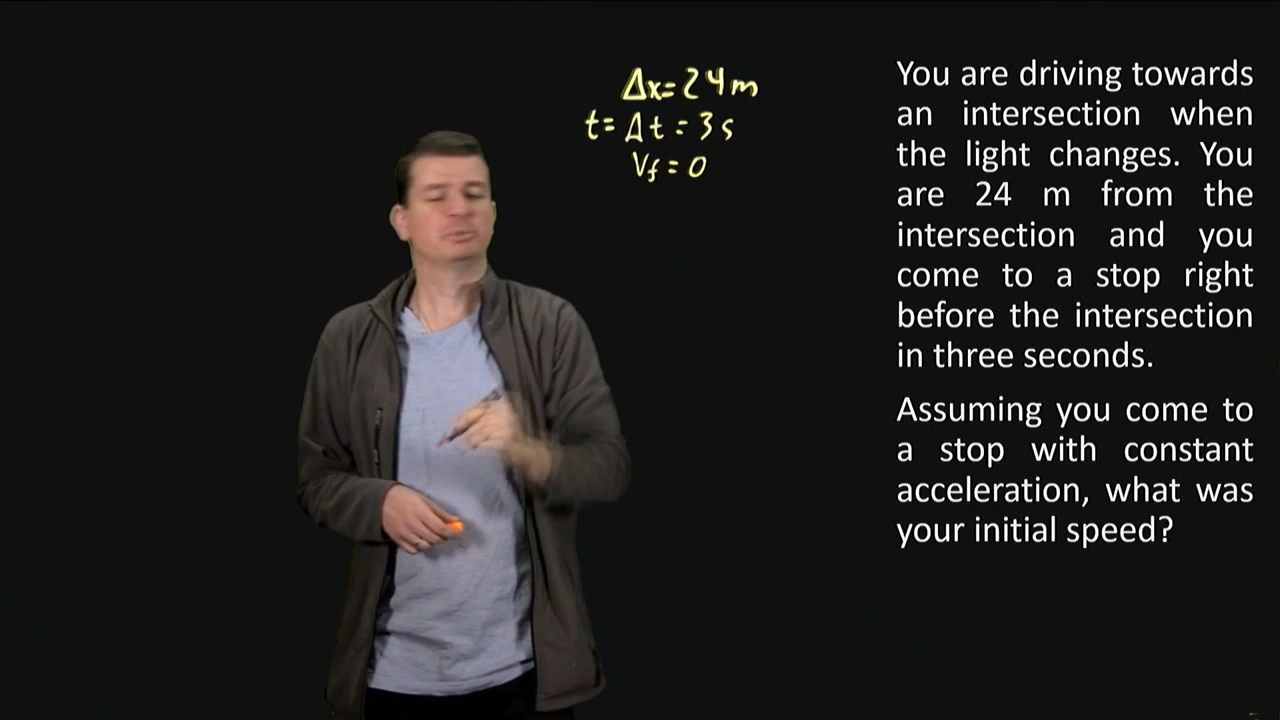 Δx=24m
t=Δt=3s
Vf=0
You are driving towards
an intersection when
the light changes. You
are 24 m from the
intersection and you
come to a stop right
before the intersection
in three seconds.
Assuming you come to
a stop with constant
acceleration, what was
your initial speed?